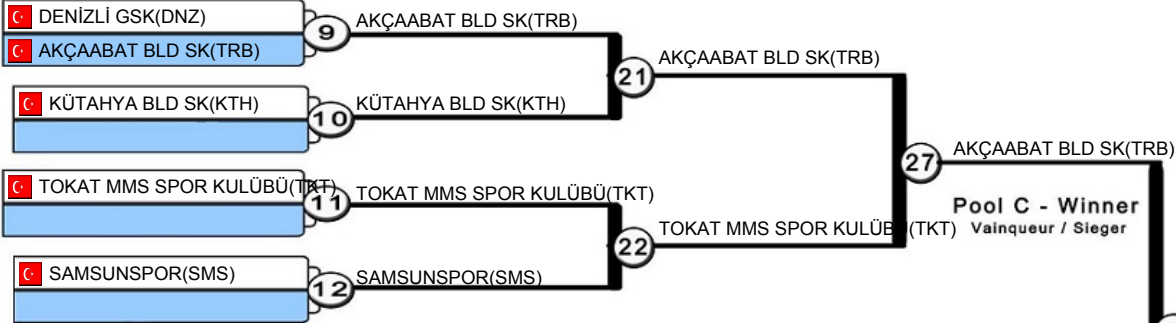 DENİZLİ GSK(DNZ)
AKÇAABAT BLD SK(TRB)
9
AKÇAABAT BLD SK(TRB)
21
AKÇAABAT BLD SK(TRB)
KÜTAHYA BLD SK(KTH)
10
KÜTAHYA BLD SK(KTH)
27
AKÇAABAT BLD SK(TRB)
Pool C - Winner
Vainqueur / Sieger
TOKAT MMS SPOR KULÜBÜ(TKT)
11
TOKAT MMS SPOR KULÜBÜ(TKT)
22
TOKAT MMS SPOR KULÜBÜ(TKT)
SAMSUNSPOR(SMS)
12
SAMSUNSPOR(SMS)